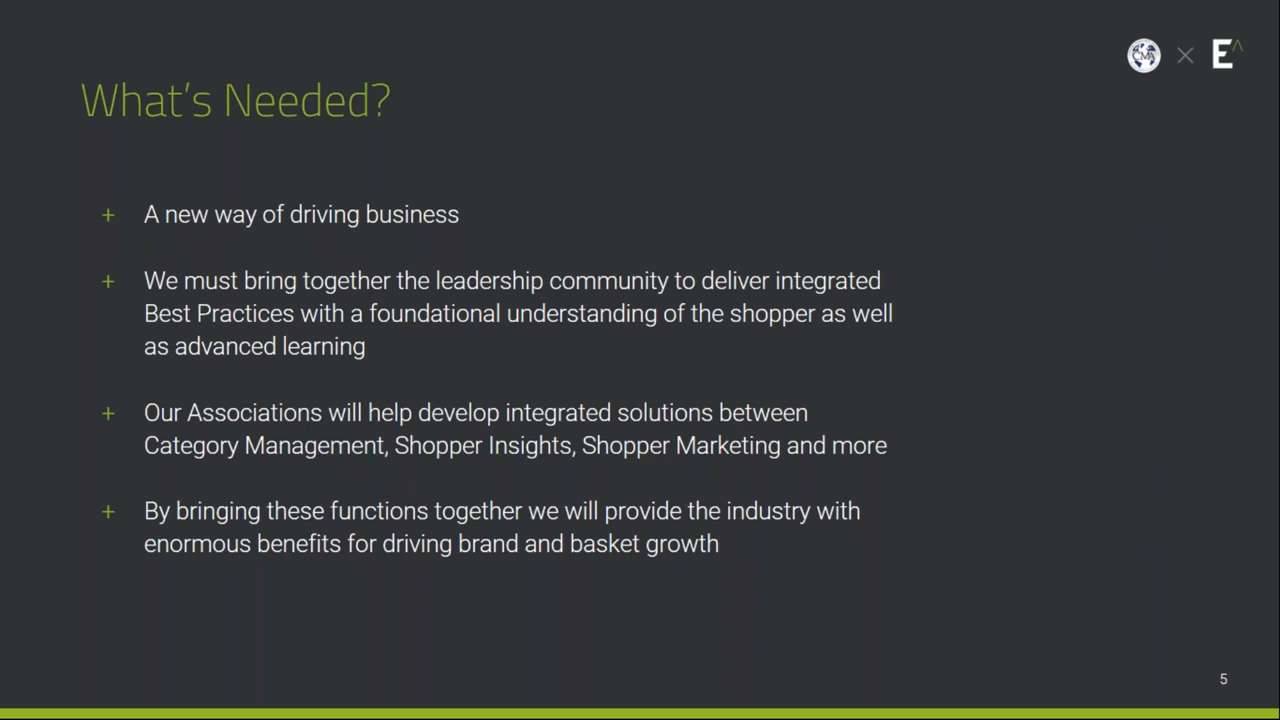 CMA
E^
What's Needed?
+ A new way of driving business
+ We must bring together the leadership community to deliver integrated
Best Practices with a foundational understanding of the shopper as well
as advanced learning
+ Our Associations will help develop integrated solutions between
Category Management, Shopper Insights, Shopper Marketing and more
+ By bringing these functions together we will provide the industry with
enormous benefits for driving brand and basket growth
5